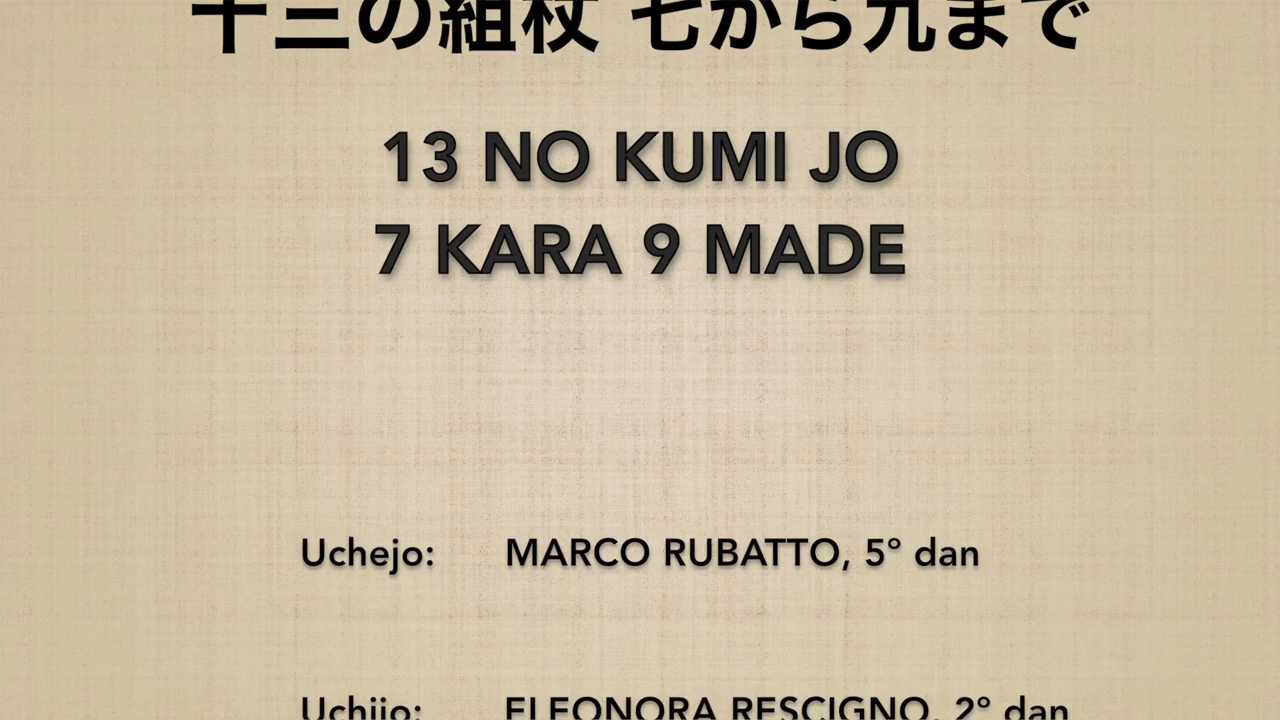 十三の組杖 七から九まで
13 NO KUMI JO
7 KARA 9 MADE
Uchejo: MARCO RUBATTO, 5° dan
Uchijo: ELEONORA RESCIGNO, 2° dan